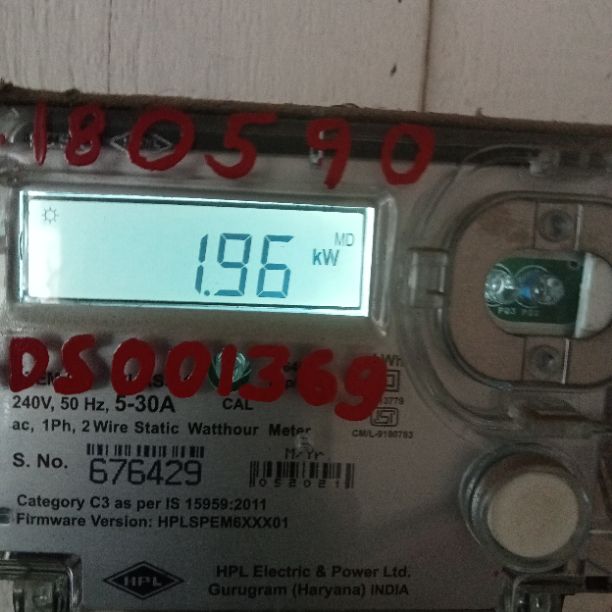 180590
MD
1.96 kW
DS001369
240V, 50 Hz, 5-30A
CAL
ac, 1Ph, 2 Wire Static Watthour Meter
CM/L-9190793
M/Yr
S. No. 676429
052021
Category C3 as per IS 15959:2011
Firmware Version: HPLSPEM6XXX01
HPL
HPL Electric & Power Ltd.
Gurugram (Haryana) INDIA